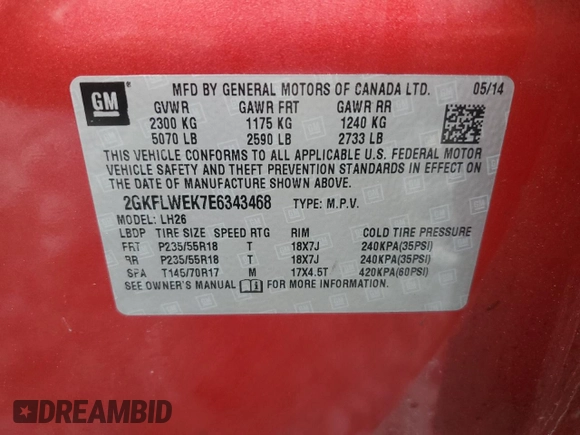 GM
MFD BY GENERAL MOTORS OF CANADA LTD. 05/14
GVWR GAWR FRT GAWR RR
2300 KG 1175 KG 1240 KG
5070 LB 2590 LB 2733 LB
THIS VEHICLE CONFORMS TO ALL APPLICABLE U.S. FEDERAL MOTOR
VEHICLE SAFETY AND THEFT PREVENTION STANDARDS IN EFFECT ON
THE DATE OF MANUFACTURE SHOWN ABOVE.
2GKFLWEK7E6343468 TYPE: M.P.V.
MODEL: LH26
LBDP TIRE SIZE SPEED RTG RIM COLD TIRE PRESSURE
FRT P235/55R18 T 18X7J 240KPA(35PSI)
RR P235/55R18 T 18X7J 240KPA(35PSI)
SPA T145/70R17 M 17X4.5T 420KPA(60PSI)
SEE OWNER'S MANUAL FOR MORE INFORMATION.
DREAMBID